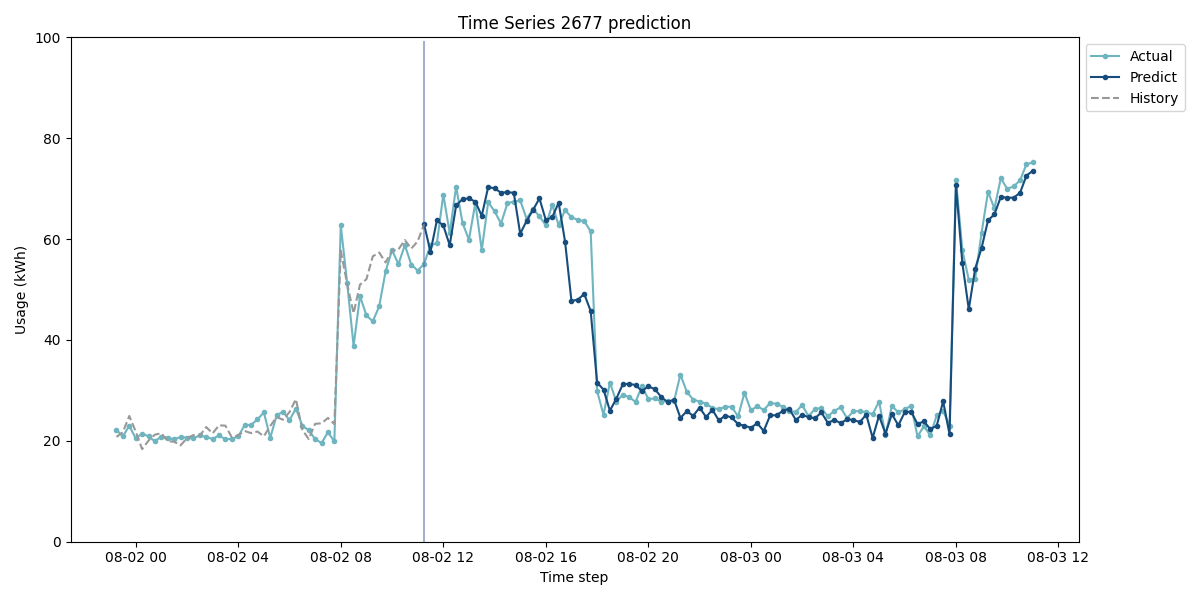 Time Series 2677 prediction
Usage (kWh)
100
80
60
40
20
0
08-02 00
08-02 04
08-02 08
08-02 12
08-02 16
08-02 20
08-03 00
08-03 04
08-03 08
08-03 12
Time step
Actual
Predict
History